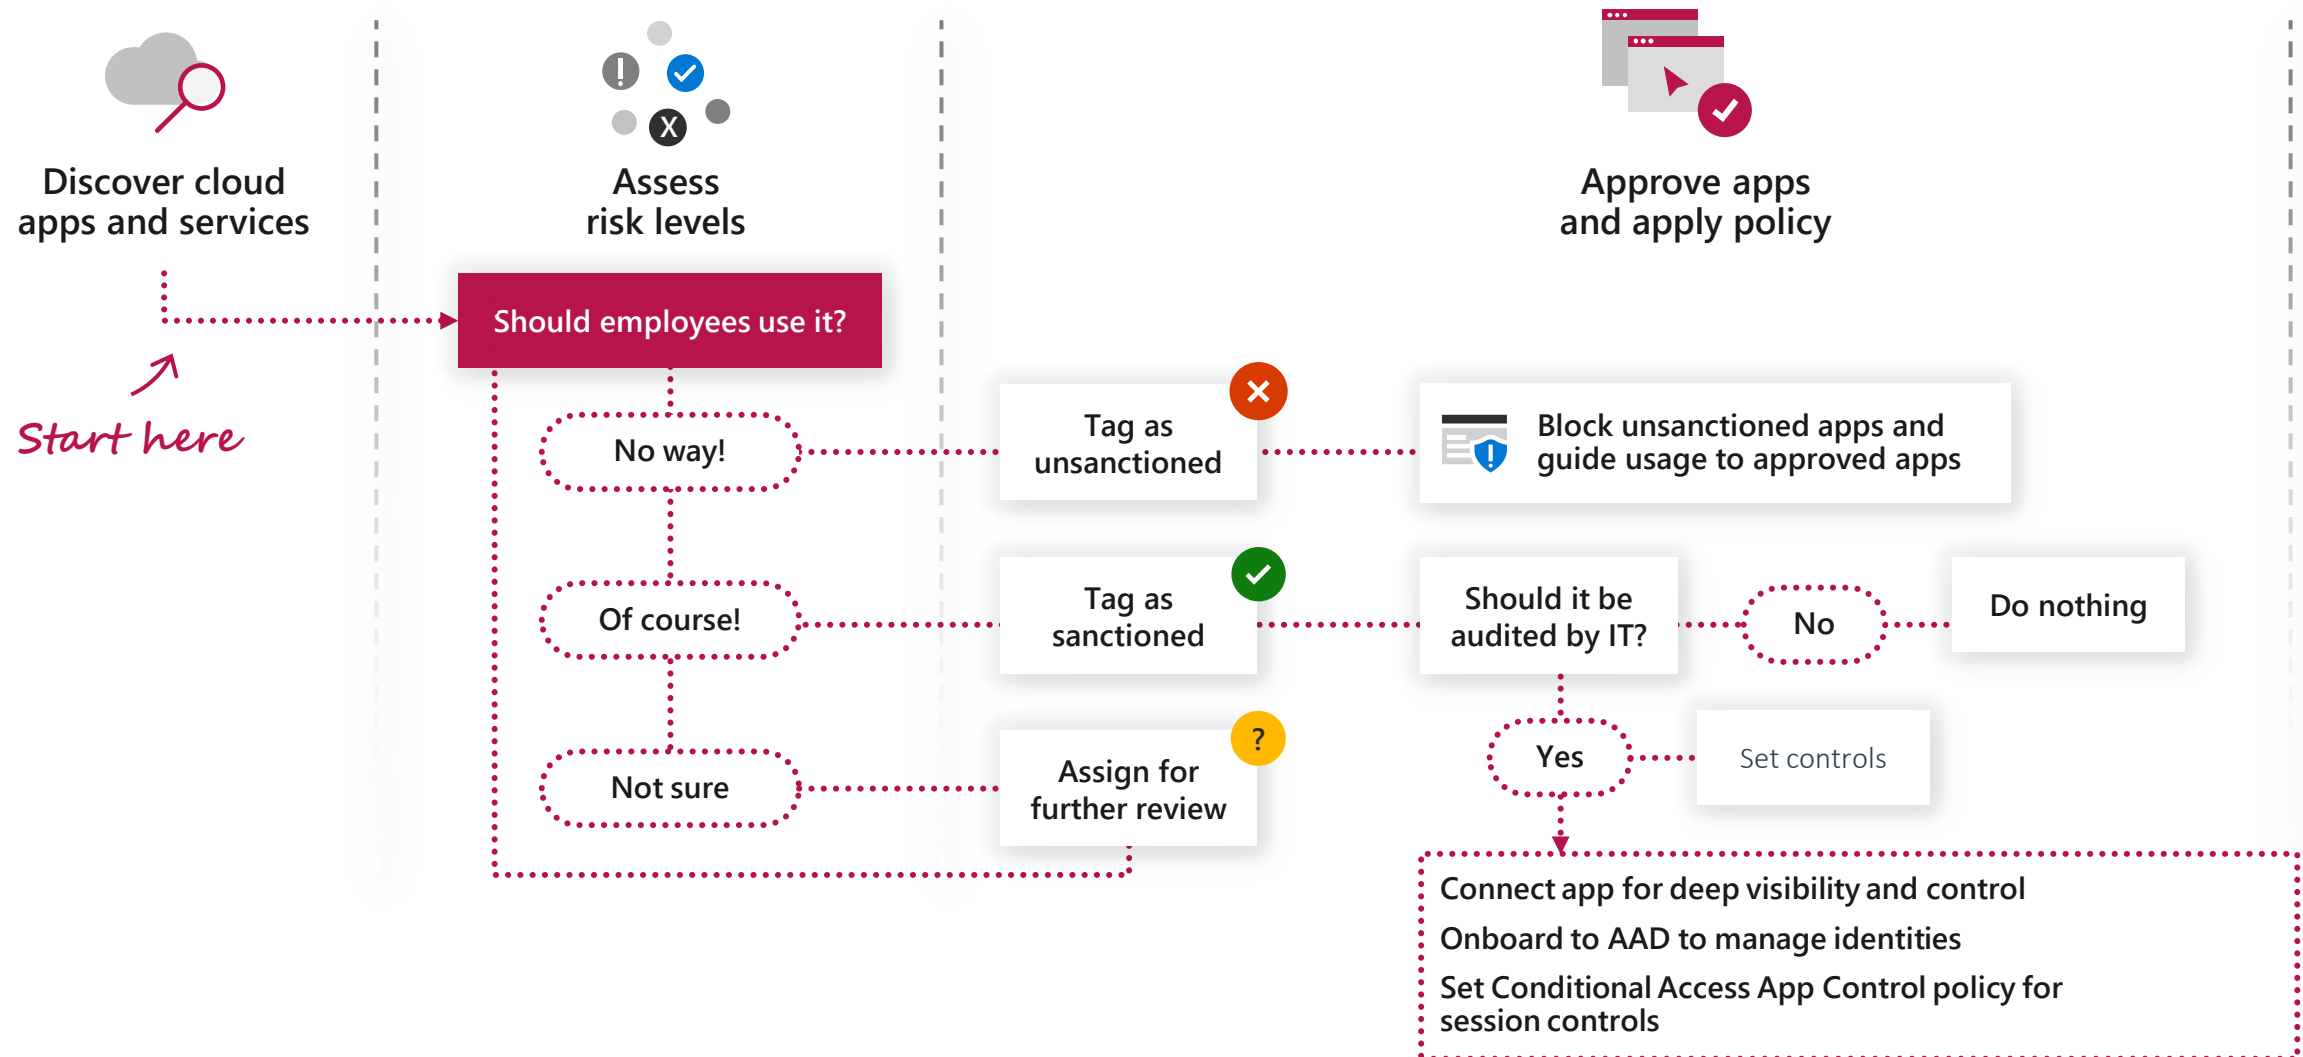 Discover cloud
apps and services
Assess
risk levels
Approve apps
and apply policy
Start here
Should employees use it?
No way!
Tag as
unsanctioned
Block unsanctioned apps and
guide usage to approved apps
Of course!
Tag as
sanctioned
Should it be
audited by IT?
No
Do nothing
Not sure
Assign for
further review
?
Yes
Set controls
Connect app for deep visibility and control
Onboard to AAD to manage identities
Set Conditional Access App Control policy for
session controls